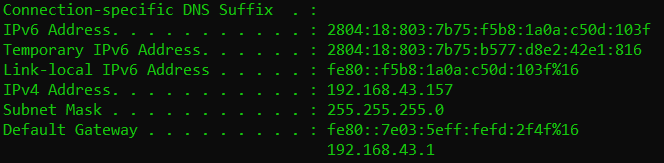 Connection-specific DNS Suffix  . :
IPv6 Address. . . . . . . . . . . : 2804:18:803:7b75:f5b8:1a0a:c50d:103f
Temporary IPv6 Address. . . . . . : 2804:18:803:7b75:b577:d8e2:42e1:816
Link-local IPv6 Address . . . . . : fe80::f5b8:1a0a:c50d:103f%16
IPv4 Address. . . . . . . . . . . : 192.168.43.157
Subnet Mask . . . . . . . . . . . : 255.255.255.0
Default Gateway . . . . . . . . . : fe80::7e03:5eff:fefd:2f4f%16
                                    192.168.43.1